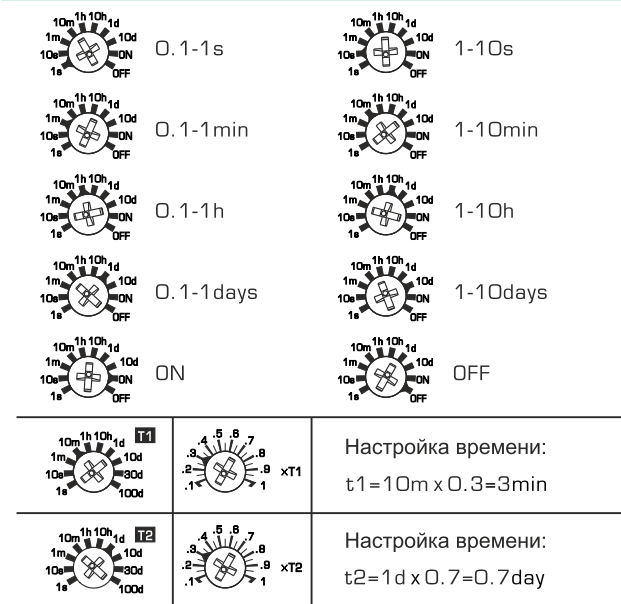 10m 1h 10h 1d
1m 10d
10s ON
1s OFF
0.1-1s
10m 1h 10h 1d
1m 10d
10s ON
1s OFF
1-10s
10m 1h 10h 1d
1m 10d
10s ON
1s OFF
0.1-1min
10m 1h 10h 1d
1m 10d
10s ON
1s OFF
1-10min
10m 1h 10h 1d
1m 10d
10s ON
1s OFF
0.1-1h
10m 1h 10h 1d
1m 10d
10s ON
1s OFF
1-10h
10m 1h 10h 1d
1m 10d
10s ON
1s OFF
0.1-1days
10m 1h 10h 1d
1m 10d
10s ON
1s OFF
1-10days
10m 1h 10h 1d
1m 10d
10s ON
1s OFF
ON
10m 1h 10h 1d
1m 10d
10s ON
1s OFF
OFF
10m 1h 10h 1d T1
1m 10d
10s 30d
1s 100d
.4 .5 .6 .7
.3 .8
.2 .9 xT1
.1 1
Настройка времени:
t1=10m x 0.3=3min
10m 1h 10h 1d T2
1m 10d
10s 30d
1s 100d
.4 .5 .6 .7
.3 .8
.2 .9 xT2
.1 1
Настройка времени:
t2=1d x 0.7=0.7day